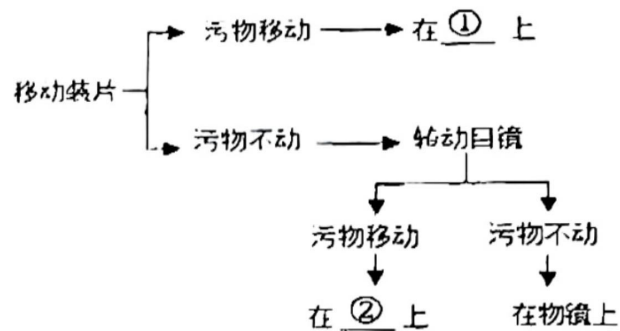 污物移动 在 ① 上
移动装片
污物不动 转动目镜
污物移动 污物不动
在 ② 上 在物镜上